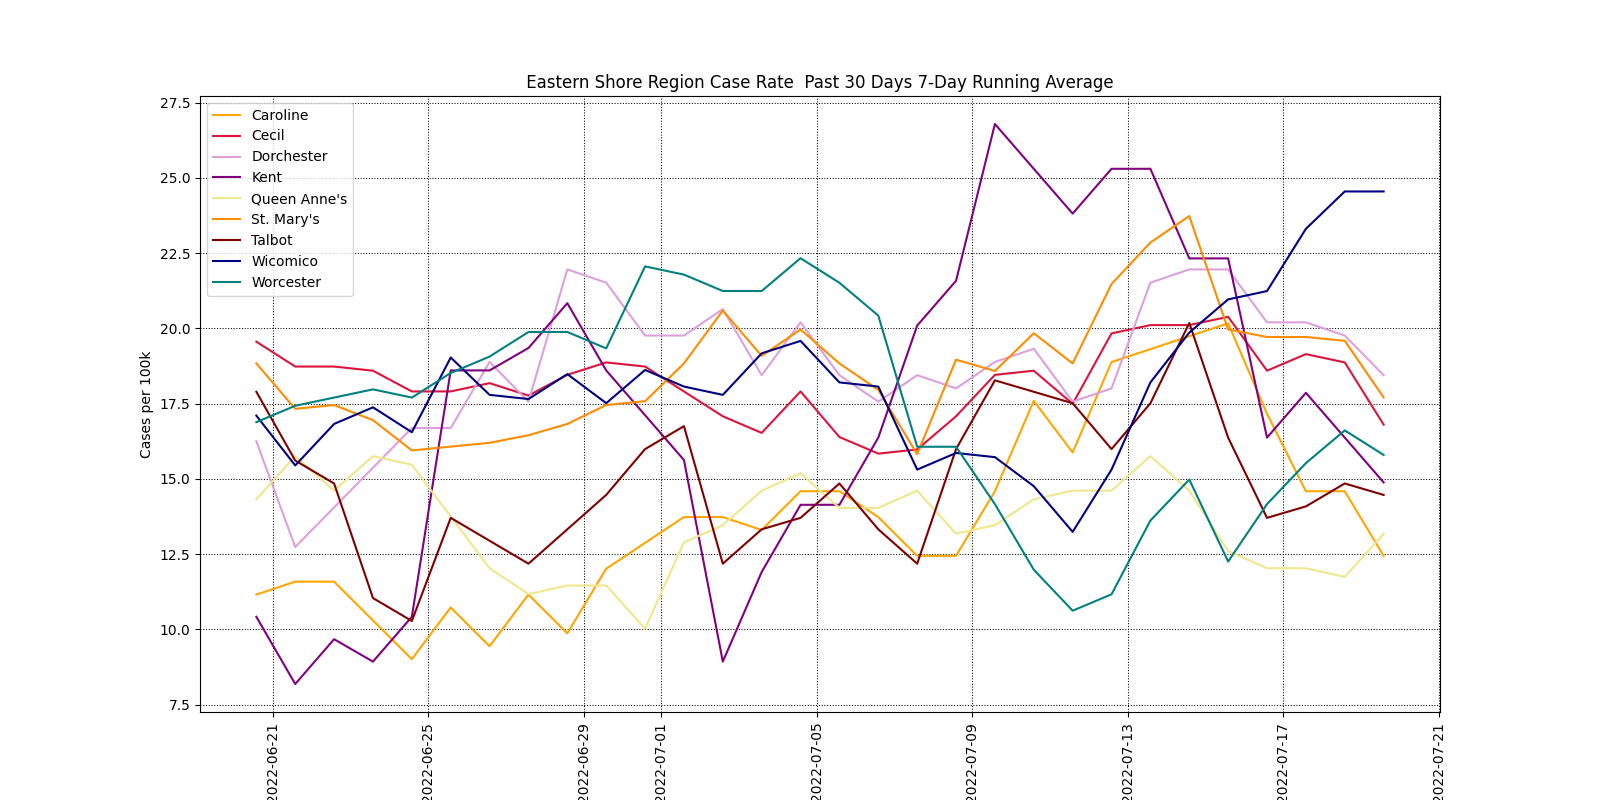 Eastern Shore Region Case Rate  Past 30 Days 7-Day Running Average
Cases per 100k
27.5
25.0
22.5
20.0
17.5
15.0
12.5
10.0
7.5
Caroline
Cecil
Dorchester
Kent
Queen Anne's
St. Mary's
Talbot
Wicomico
Worcester
2022-06-21
2022-06-25
2022-06-29
2022-07-01
2022-07-05
2022-07-09
2022-07-13
2022-07-17
2022-07-21